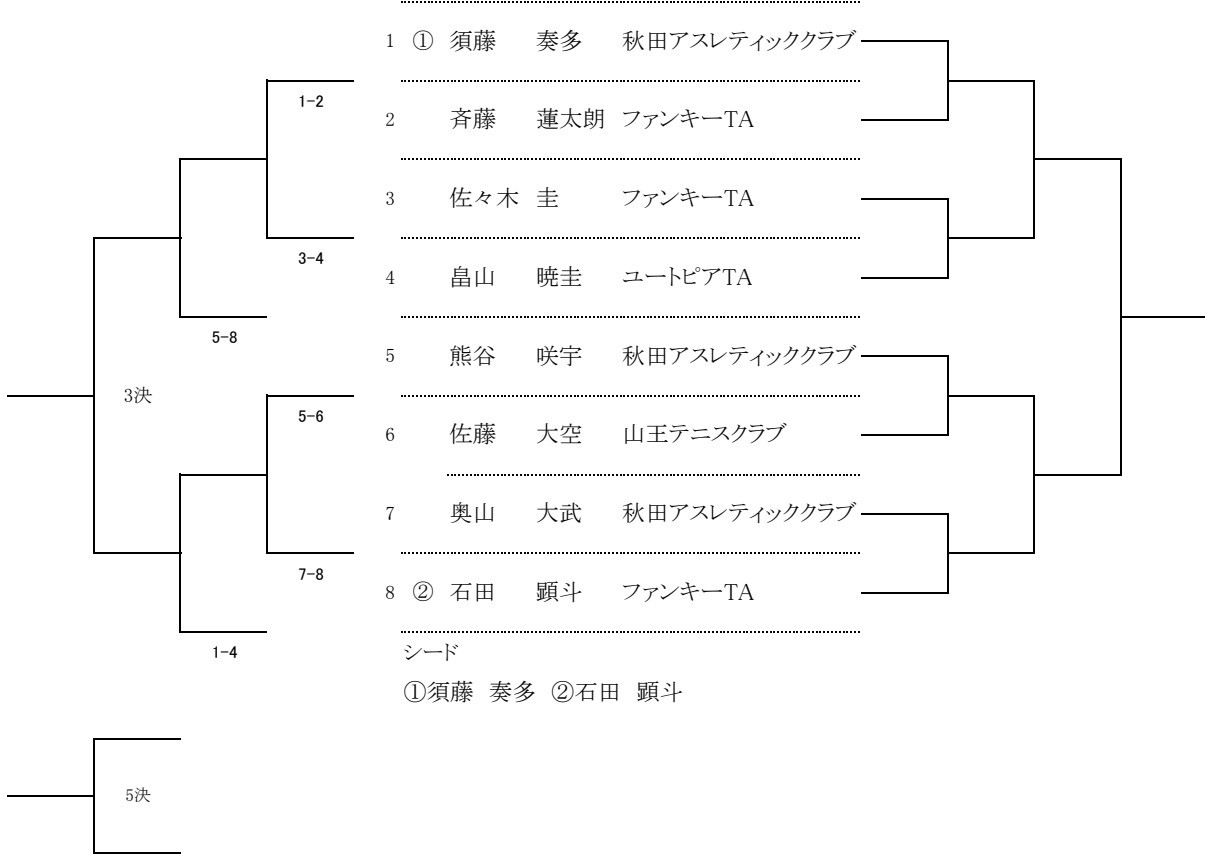 1 ① 須藤 奏多 秋田アスレティッククラブ
1-2
2 斉藤 蓮太朗 ファンキーTA
3 佐々木 圭 ファンキーTA
3-4
4 畠山 暁圭 ユートピアTA
5-8
5 熊谷 咲宇 秋田アスレティッククラブ
3決
5-6
6 佐藤 大空 山王テニスクラブ
7 奥山 大武 秋田アスレティッククラブ
7-8
8 ② 石田 顕斗 ファンキーTA
1-4
シード
①須藤 奏多 ②石田 顕斗
5決